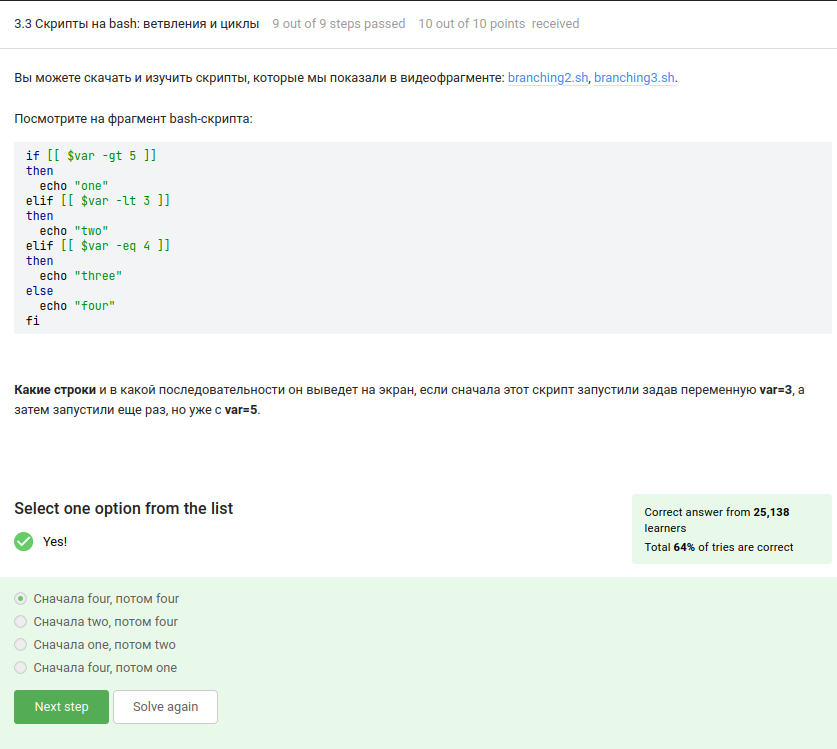 3.3 Скрипты на bash: ветвления и циклы 9 out of 9 steps passed 10 out of 10 points received
Вы можете скачать и изучить скрипты, которые мы показали в видеофрагменте: branching2.sh, branching3.sh.
Посмотрите на фрагмент bash-скрипта:
if [[ $var -gt 5 ]]
then
  echo "one"
elif [[ $var -lt 3 ]]
then
  echo "two"
elif [[ $var -eq 4 ]]
then
  echo "three"
else
  echo "four"
fi
Какие строки и в какой последовательности он выведет на экран, если сначала этот скрипт запустили задав переменную var=3, а
затем запустили еще раз, но уже с var=5.
Select one option from the list
Yes!
Correct answer from 25,138
learners
Total 64% of tries are correct
Сначала four, потом four
Сначала two, потом four
Сначала one, потом two
Сначала four, потом one
Next step Solve again